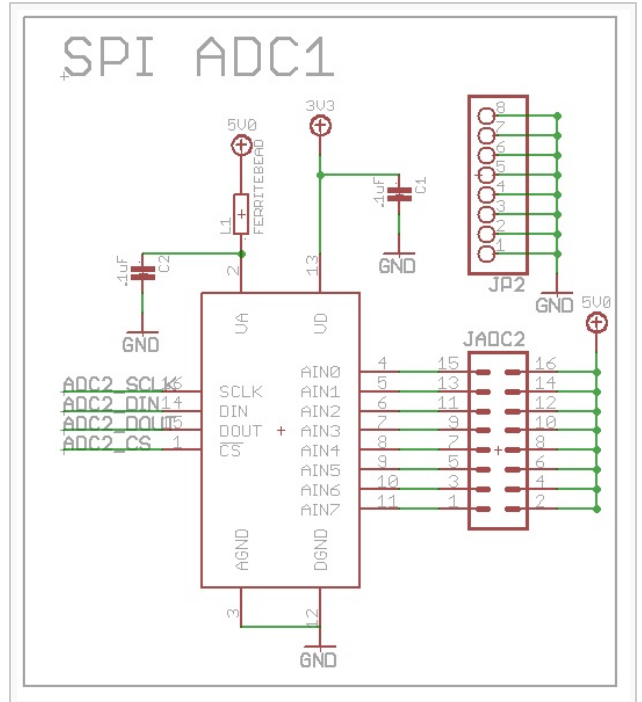 SPI ADC1
5V0
3V3
L1
FERRITEBEAD
.1uF
C1
GND
8
7
6
5
4
3
2
1
JP2
GND
.1uF
C2
GND
2
13
VA
VD
5V0
JADC2
ADC2_SCLK 16 SCLK
ADC2_DIN 14 DIN
ADC2_DOUT 15 DOUT
ADC2_CS 1 CS
AIN0 4 15 16
AIN1 5 13 14
AIN2 6 11 12
AIN3 7 9 10
AIN4 8 7 8
AIN5 9 5 6
AIN6 10 3 4
AIN7 11 1 2
AGND
DGND
3
12
GND